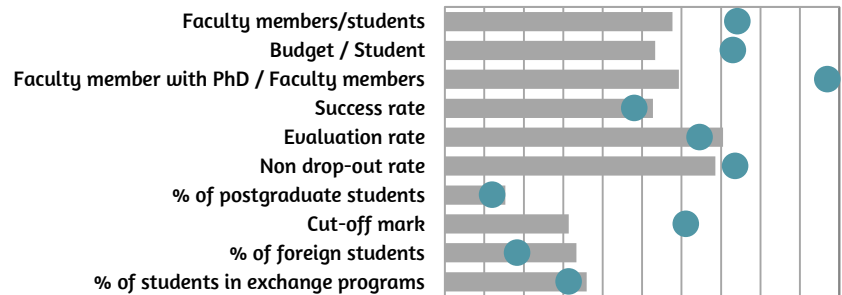 Faculty members/students
Budget / Student
Faculty member with PhD / Faculty members
Success rate
Evaluation rate
Non drop-out rate
% of postgraduate students
Cut-off mark
% of foreign students
% of students in exchange programs